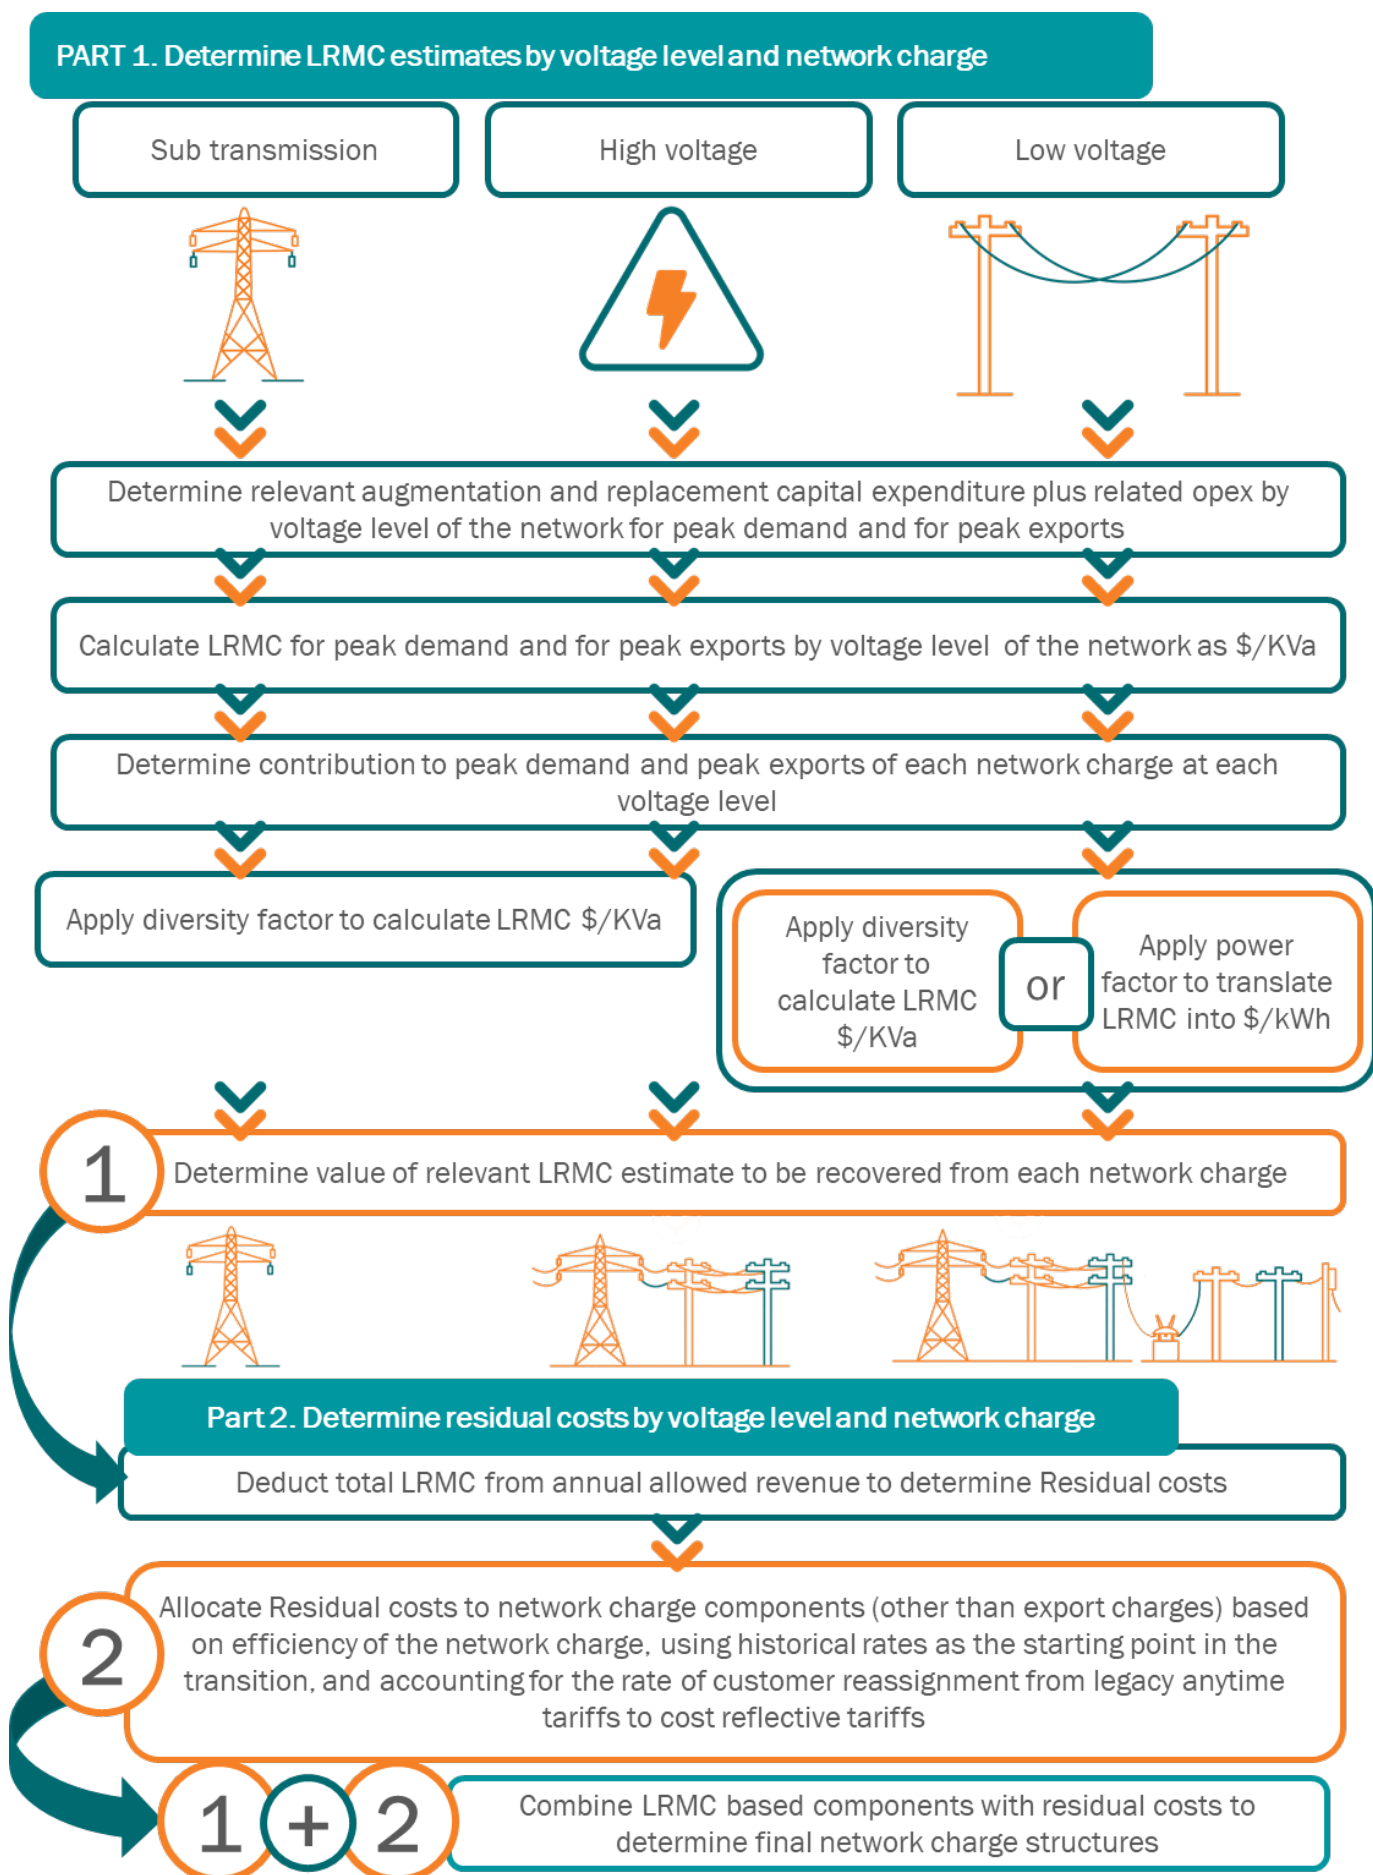 PART 1. Determine LRMC estimates by voltage level and network charge
Sub transmission
High voltage
Low voltage
Determine relevant augmentation and replacement capital expenditure plus related opex by
voltage level of the network for peak demand and for peak exports
Calculate LRMC for peak demand and for peak exports by voltage level of the network as $/KVa
Determine contribution to peak demand and peak exports of each network charge at each
voltage level
Apply diversity factor to calculate LRMC $/KVa
Apply diversity
factor to
calculate LRMC
$/KVa
or
Apply power
factor to translate
LRMC into $/kWh
1
Determine value of relevant LRMC estimate to be recovered from each network charge
Part 2. Determine residual costs by voltage level and network charge
Deduct total LRMC from annual allowed revenue to determine Residual costs
2
Allocate Residual costs to network charge components (other than export charges) based
on efficiency of the network charge, using historical rates as the starting point in the
transition, and accounting for the rate of customer reassignment from legacy anytime
tariffs to cost reflective tariffs
1 + 2
Combine LRMC based components with residual costs to
determine final network charge structures